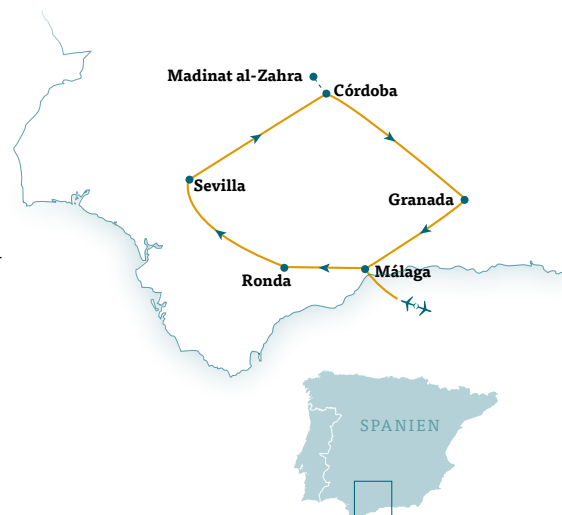 Madinat al-Zahra
Córdoba
Sevilla
Granada
Ronda
Málaga
SPANIEN